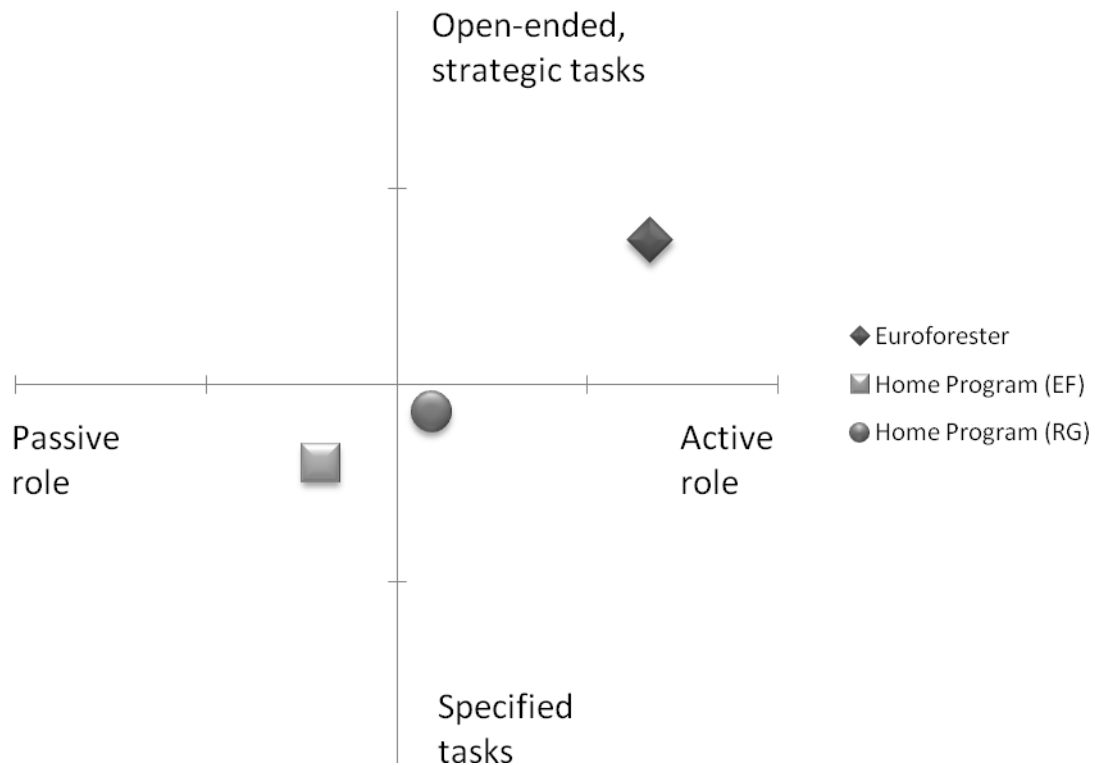 Open-ended,
strategic tasks
Euroforester
Home Program (EF)
Home Program (RG)
Passive
role
Active
role
Specified
tasks